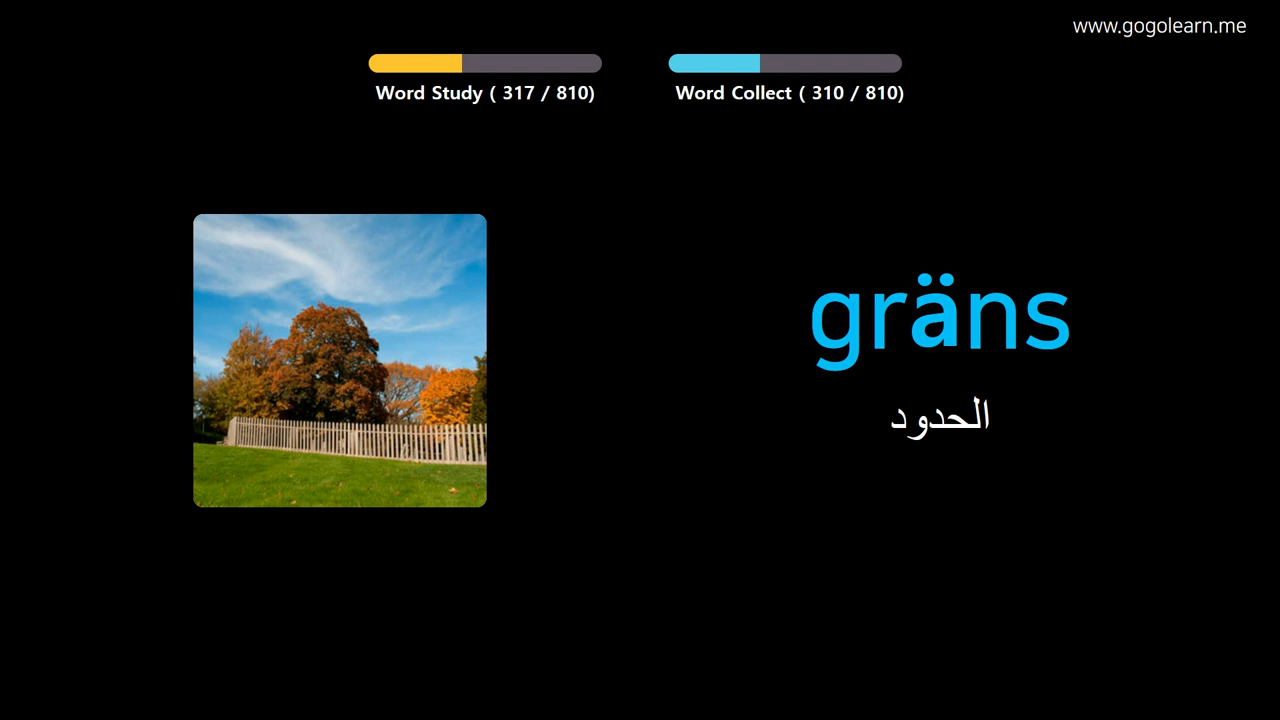 www.gogolearn.me
Word Study ( 317 / 810)
Word Collect ( 310 / 810)
gräns
الحدود